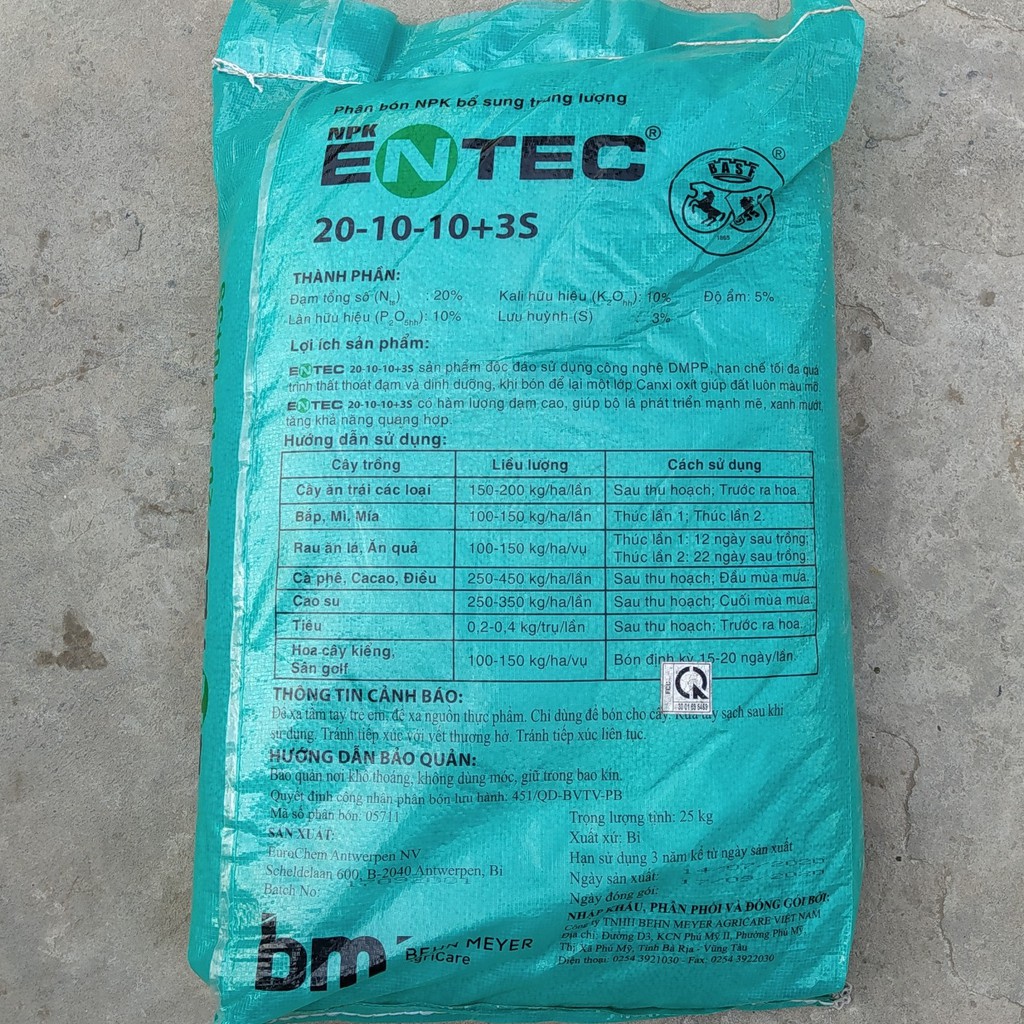 Phân bón NPK bổ sung trung lượng
NPK
ENTEC®
BASF ®
1865
20-10-10+3S
THÀNH PHẦN:
Đạm tổng số (Nts) : 20% Kali hữu hiệu (K2Ohh): 10% Độ ẩm: 5%
Lân hữu hiệu (P2O5hh): 10% Lưu huỳnh (S) : 3%
Lợi ích sản phẩm:
ENTEC 20-10-10+3S sản phẩm độc đáo sử dụng công nghệ DMPP, hạn chế tối đa quá
trình thất thoát đạm và dinh dưỡng, khi bón để lại một lớp Canxi oxít giúp đất luôn màu mỡ.
ENTEC 20-10-10+3S có hàm lượng đạm cao, giúp bộ lá phát triển mạnh mẽ, xanh mướt,
tăng khả năng quang hợp.
Hướng dẫn sử dụng:
Cây trồng Liều lượng Cách sử dụng
Cây ăn trái các loại 150-200 kg/ha/lần Sau thu hoạch; Trước ra hoa.
Bắp, Mì, Mía 100-150 kg/ha/lần Thúc lần 1; Thúc lần 2.
Rau ăn lá, Ăn quả 100-150 kg/ha/vụ Thúc lần 1: 12 ngày sau trồng;
Thúc lần 2: 22 ngày sau trồng.
Cà phê, Cacao, Điều 250-450 kg/ha/lần Sau thu hoạch; Đầu mùa mưa.
Cao su 250-350 kg/ha/lần Sau thu hoạch; Cuối mùa mưa.
Tiêu 0,2-0,4 kg/trụ/lần Sau thu hoạch; Trước ra hoa.
Hoa cây kiểng,
Sân golf 100-150 kg/ha/vụ Bón định kỳ 15-20 ngày/lần.
THÔNG TIN CẢNH BÁO:
Để xa tầm tay trẻ em, để xa nguồn thực phẩm. Chỉ dùng để bón cho cây. Rửa tay sạch sau khi
sử dụng. Tránh tiếp xúc với vết thương hở. Tránh tiếp xúc liên tục.
HƯỚNG DẪN BẢO QUẢN:
Bảo quản nơi khô thoáng, không dùng móc, giữ trong bao kín.
Quyết định công nhận phân bón lưu hành: 451/QD-BVTV-PB
Mã số phân bón: 05711
SẢN XUẤT:
EuroChem Antwerpen NV
Scheldelaan 600, B-2040 Antwerpen, Bỉ
Batch No:
Trọng lượng tịnh: 25 kg
Xuất xứ: Bỉ
Hạn sử dụng 3 năm kể từ ngày sản xuất
Ngày sản xuất:
Ngày đóng gói:
NHẬP KHẨU, PHÂN PHỐI VÀ ĐÓNG GÓI BỞI:
TNHH BEHN MEYER AGRICARE VIỆT NAM
Địa chỉ: Đường D3, KCN Phú Mỹ II, Phường Phú Mỹ,
Thị Xã Phú Mỹ, Tỉnh Bà Rịa - Vũng Tàu
Điện thoại: 0254 3921030 - Fax: 0254 3922030
bm
BEHN MEYER
AgriCare